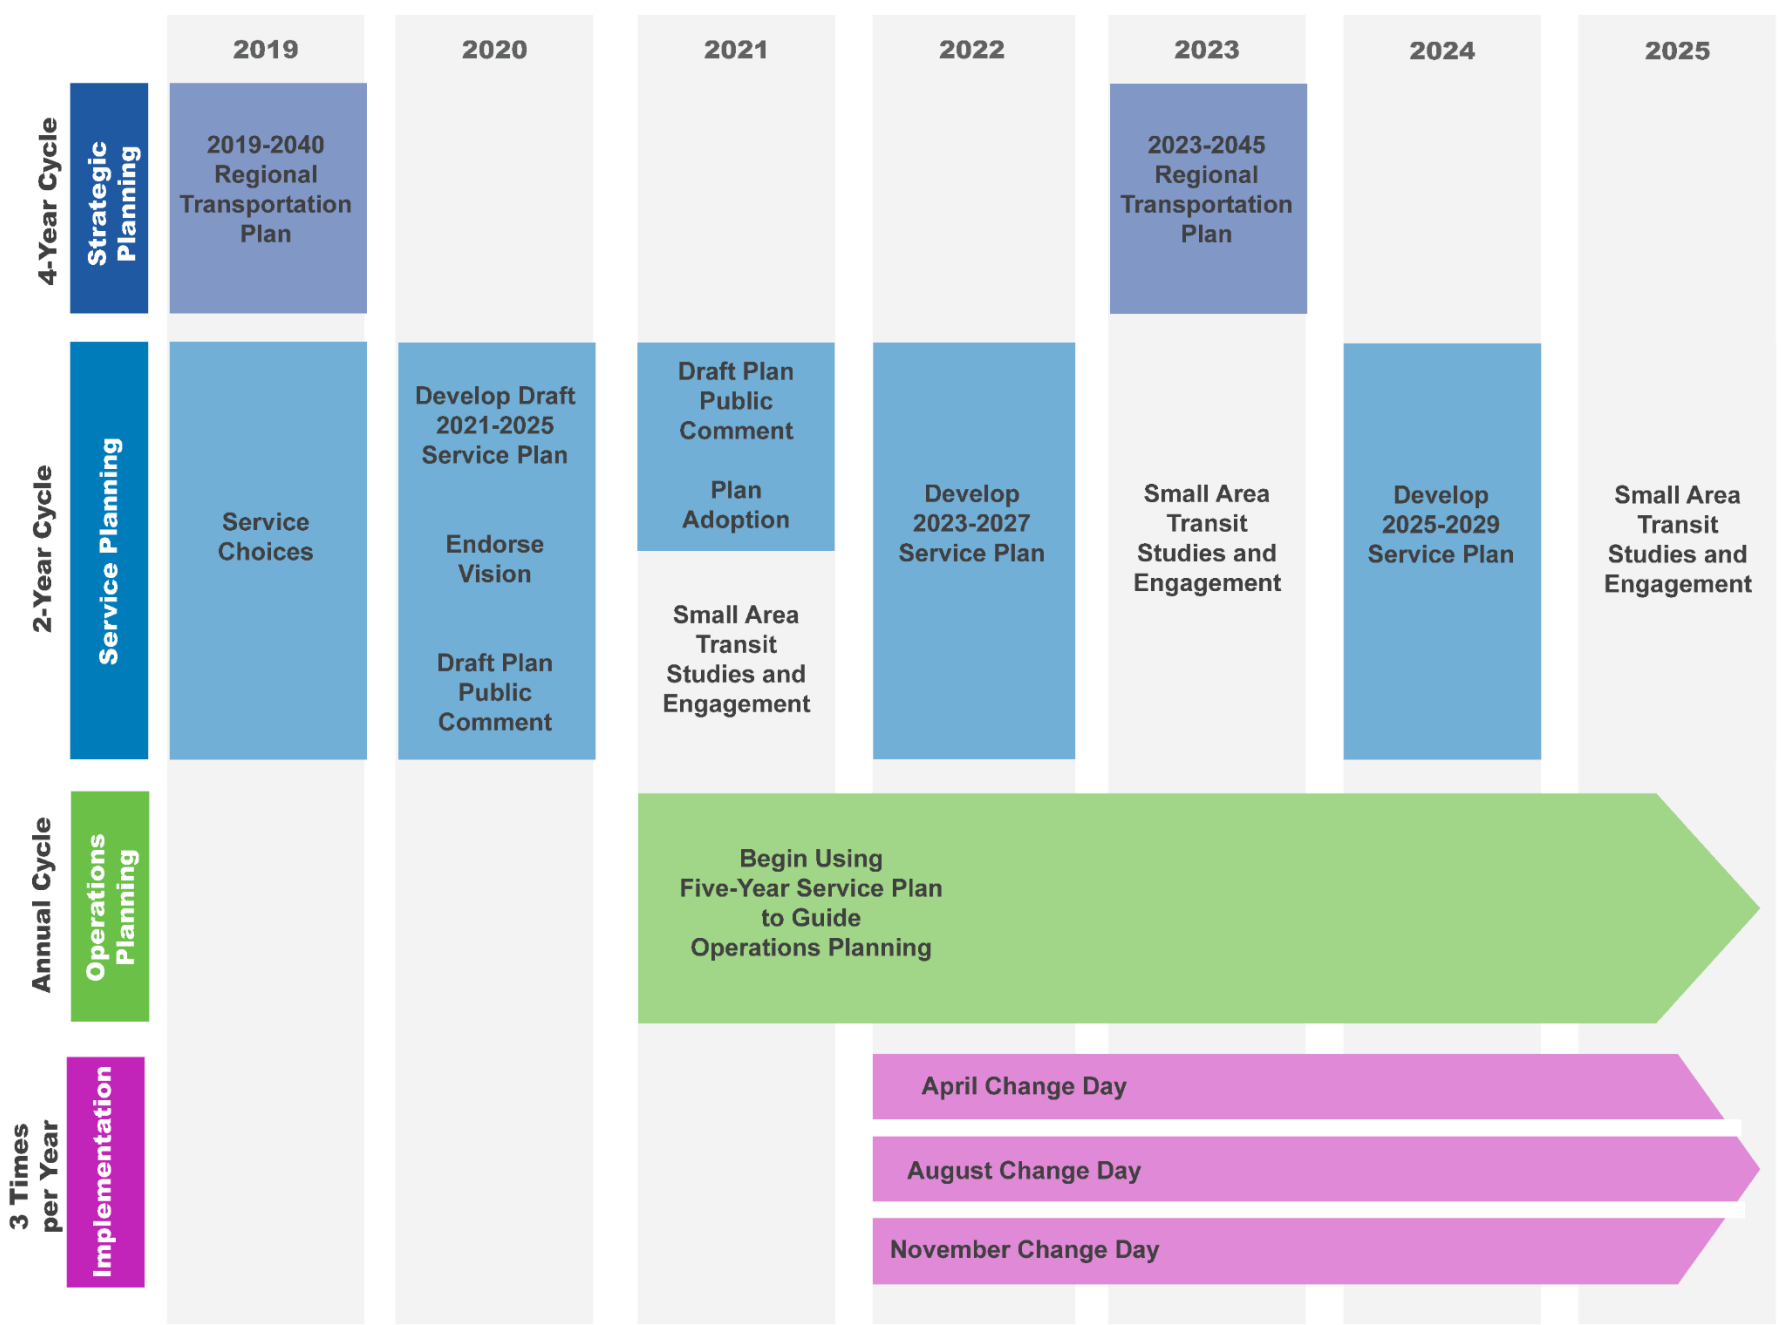 2019
2020
2021
2022
2023
2024
2025
4-Year Cycle
Strategic
Planning
2019-2040
Regional
Transportation
Plan
2023-2045
Regional
Transportation
Plan
2-Year Cycle
Service Planning
Service
Choices
Develop Draft
2021-2025
Service Plan
Endorse
Vision
Draft Plan
Public
Comment
Draft Plan
Public
Comment
Plan
Adoption
Small Area
Transit
Studies and
Engagement
Develop
2023-2027
Service Plan
Small Area
Transit
Studies and
Engagement
Develop
2025-2029
Service Plan
Small Area
Transit
Studies and
Engagement
Annual Cycle
Operations
Planning
Begin Using
Five-Year Service Plan
to Guide
Operations Planning
3 Times
per Year
Implementation
April Change Day
August Change Day
November Change Day